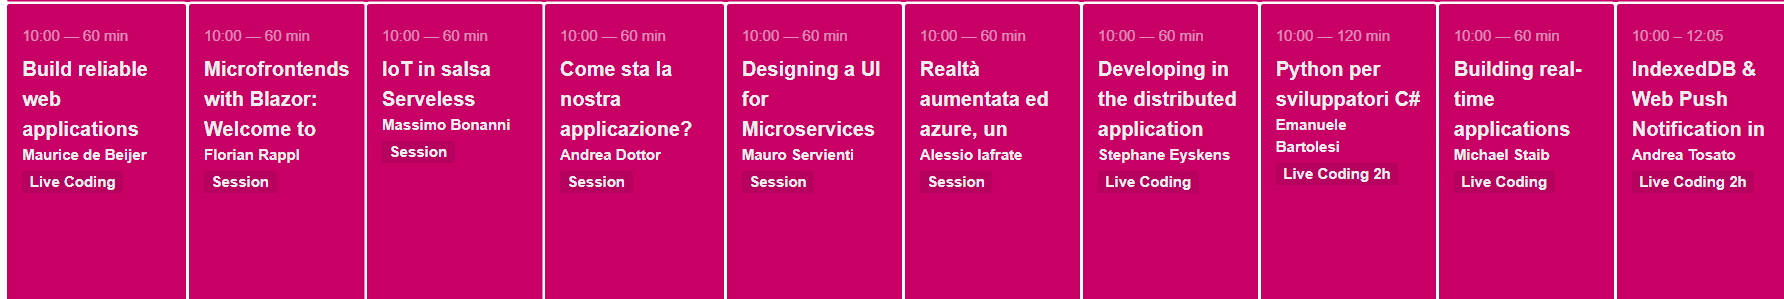 10:00 — 60 min
Build reliable
web
applications
Maurice de Beijer
Live Coding
10:00 — 60 min
Microfrontends
with Blazor:
Welcome to
Florian Rappl
Session
10:00 — 60 min
IoT in salsa
Serveless
Massimo Bonanni
Session
10:00 — 60 min
Come sta la
nostra
applicazione?
Andrea Dottor
Session
10:00 — 60 min
Designing a UI
for
Microservices
Mauro Servienti
Session
10:00 — 60 min
Realtà
aumentata ed
azure, un
Alessio Iafrate
Session
10:00 — 60 min
Developing in
the distributed
application
Stephane Eyskens
Live Coding
10:00 — 120 min
Python per
sviluppatori C#
Emanuele
Bartolesi
Live Coding 2h
10:00 — 60 min
Building real-
time
applications
Michael Staib
Live Coding
10:00 – 12:05
IndexedDB &
Web Push
Notification in
Andrea Tosato
Live Coding 2h